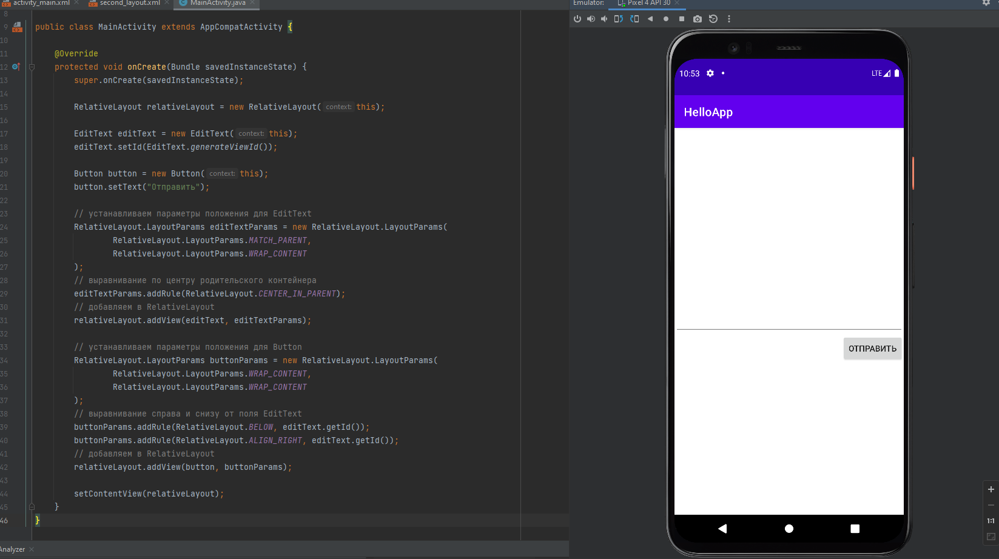 activity_main.xml
second_layout.xml
MainActivity.java
Emulator:
Pixel 4 API 30
8
9 public class MainActivity extends AppCompatActivity {
10
11 @Override
12 protected void onCreate(Bundle savedInstanceState) {
13 super.onCreate(savedInstanceState);
14
15 RelativeLayout relativeLayout = new RelativeLayout( context: this);
16
17 EditText editText = new EditText( context: this);
18 editText.setId(EditText.generateViewId());
19
20 Button button = new Button( context: this);
21 button.setText("Отправить");
22
23 // устанавливаем параметры положения для EditText
24 RelativeLayout.LayoutParams editTextParams = new RelativeLayout.LayoutParams(
25 RelativeLayout.LayoutParams.MATCH_PARENT,
26 RelativeLayout.LayoutParams.WRAP_CONTENT
27 );
28 // выравнивание по центру родительского контейнера
29 editTextParams.addRule(RelativeLayout.CENTER_IN_PARENT);
30 // добавляем в RelativeLayout
31 relativeLayout.addView(editText, editTextParams);
32
33 // устанавливаем параметры положения для Button
34 RelativeLayout.LayoutParams buttonParams = new RelativeLayout.LayoutParams(
35 RelativeLayout.LayoutParams.WRAP_CONTENT,
36 RelativeLayout.LayoutParams.WRAP_CONTENT
37 );
38 // выравнивание справа и снизу от поля EditText
39 buttonParams.addRule(RelativeLayout.BELOW, editText.getId());
40 buttonParams.addRule(RelativeLayout.ALIGN_RIGHT, editText.getId());
41 // добавляем в RelativeLayout
42 relativeLayout.addView(button, buttonParams);
43
44 setContentView(relativeLayout);
45 }
46 }
Analyzer
10:53
LTE
HelloApp
ОТПРАВИТЬ
1:1